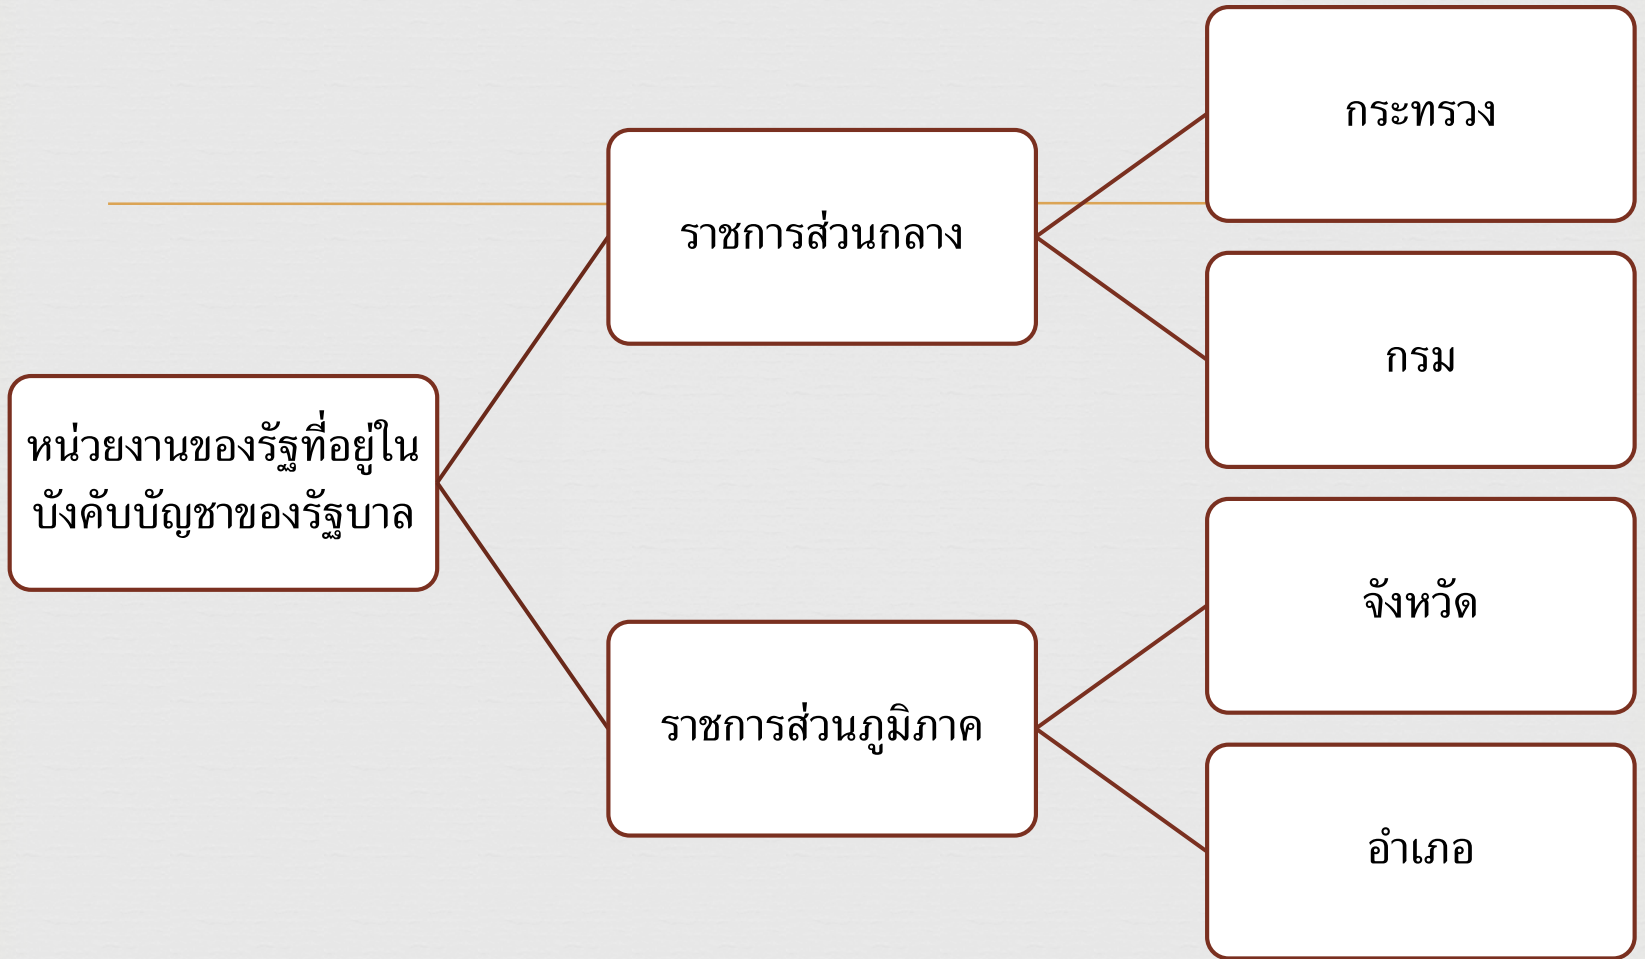 หน่วยงานของรัฐที่อยู่ใน
บังคับบัญชาของรัฐบาล
ราชการส่วนกลาง
กระทรวง
กรม
ราชการส่วนภูมิภาค
จังหวัด
อำเภอ